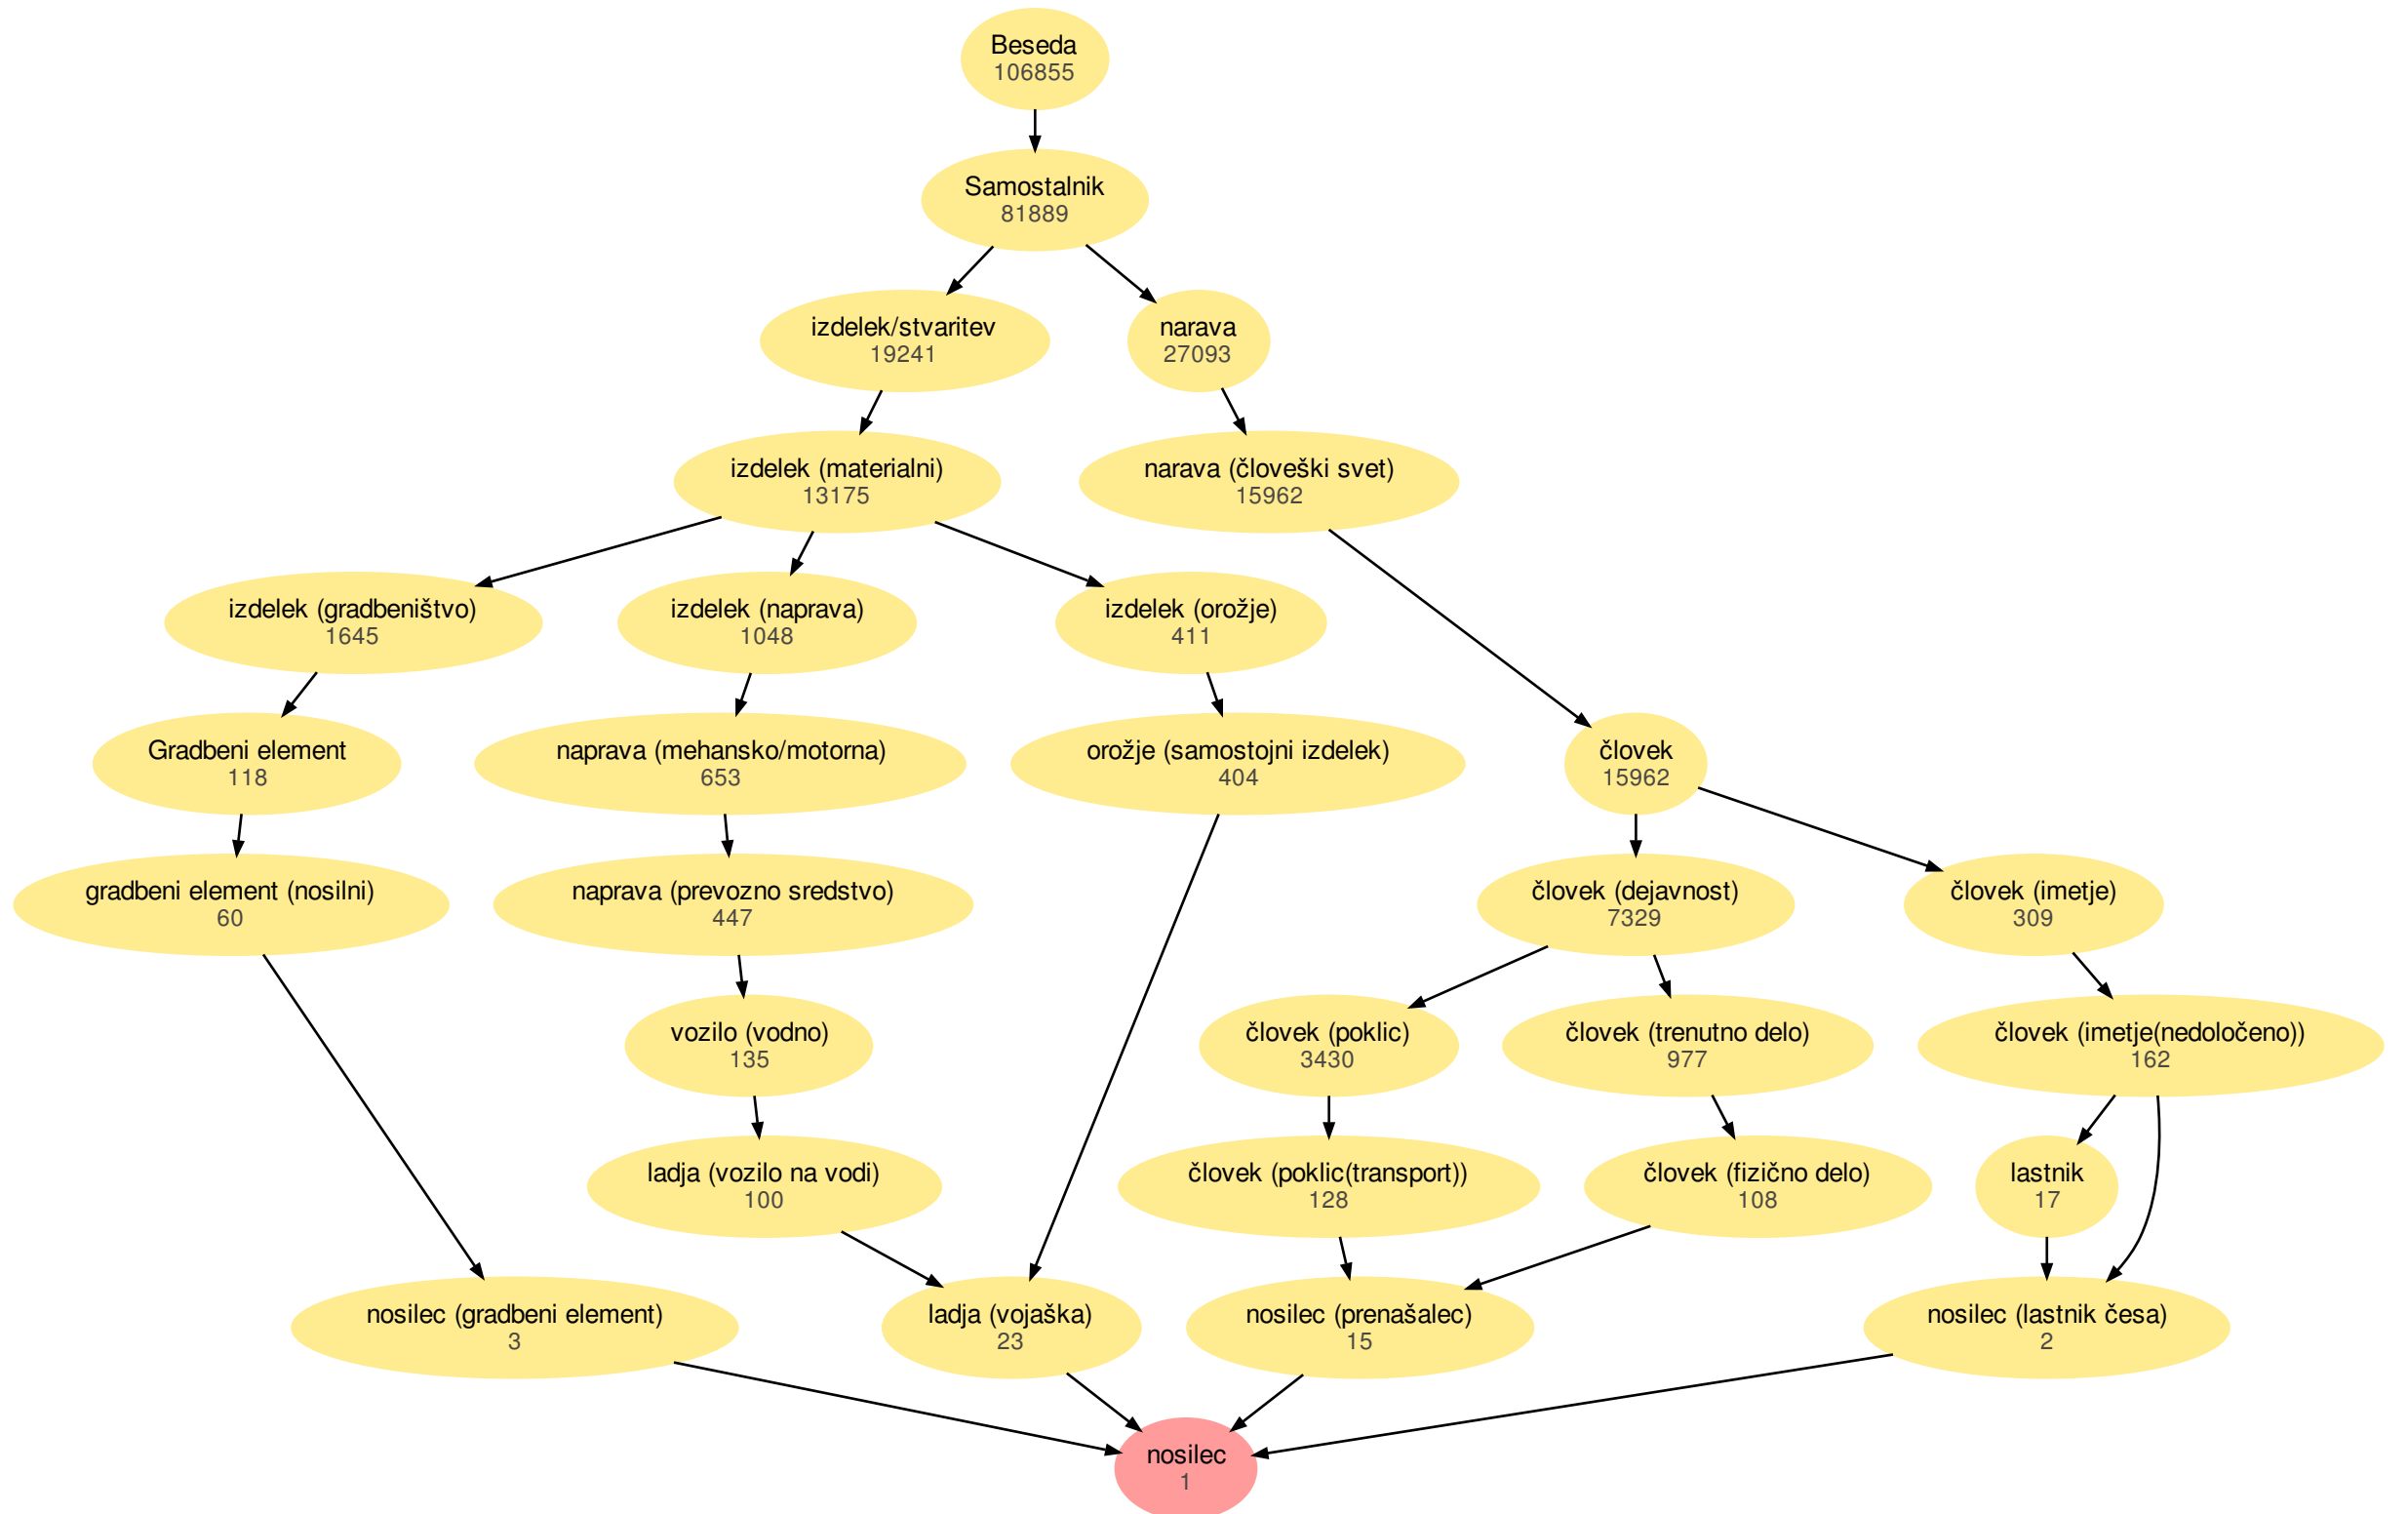 Beseda
106855
Samostalnik
81889
izdelek/stvaritev
19241
narava
27093
izdelek (materialni)
13175
narava (človeški svet)
15962
izdelek (gradbeništvo)
1645
izdelek (naprava)
1048
izdelek (orožje)
411
Gradbeni element
118
naprava (mehansko/motorna)
653
orožje (samostojni izdelek)
404
človek
15962
gradbeni element (nosilni)
60
naprava (prevozno sredstvo)
447
človek (dejavnost)
7329
človek (imetje)
309
vozilo (vodno)
135
človek (poklic)
3430
človek (trenutno delo)
977
človek (imetje(nedoločeno))
162
ladja (vozilo na vodi)
100
človek (poklic(transport))
128
človek (fizično delo)
108
lastnik
17
nosilec (gradbeni element)
3
ladja (vojaška)
23
nosilec (prenašalec)
15
nosilec (lastnik česa)
2
nosilec
1